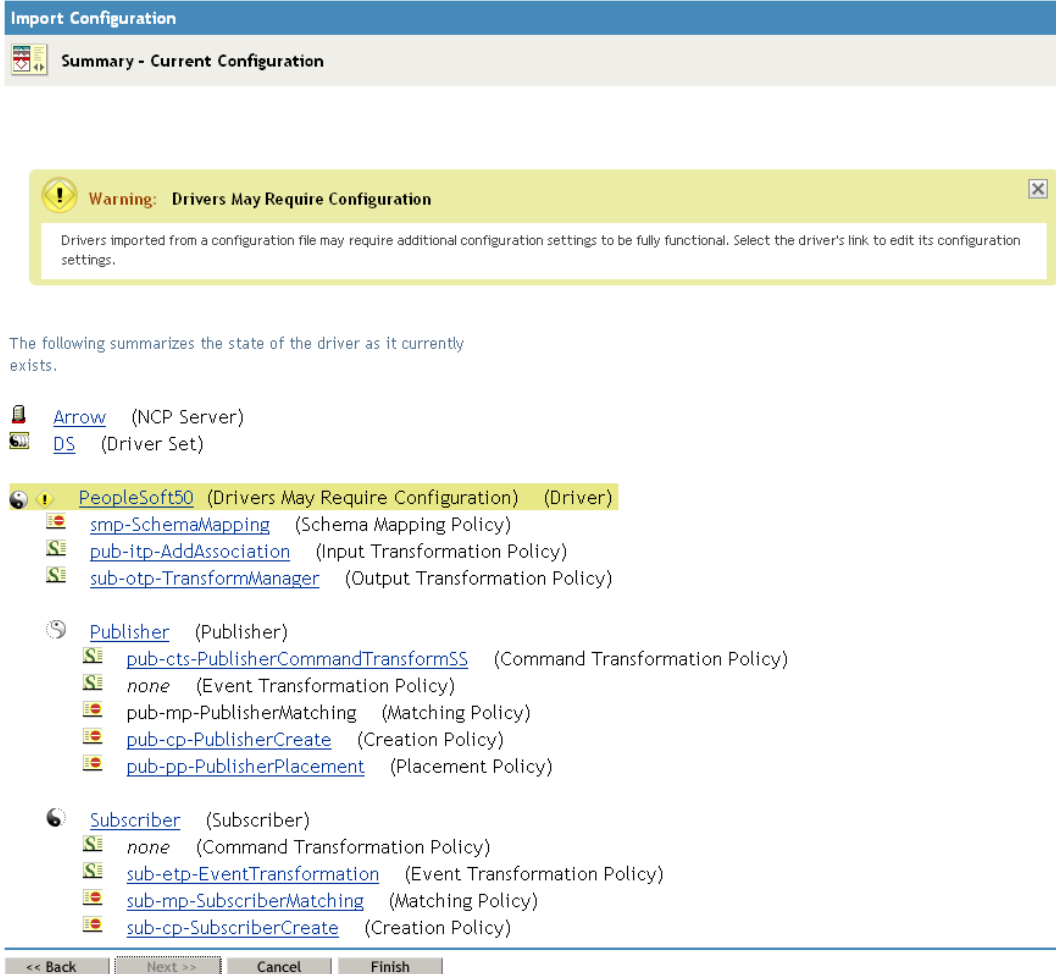 Import Configuration
Summary - Current Configuration
Warning: Drivers May Require Configuration
Drivers imported from a configuration file may require additional configuration settings to be fully functional. Select the driver's link to edit its configuration
settings.
The following summarizes the state of the driver as it currently
exists.
Arrow (NCP Server)
DS (Driver Set)
PeopleSoft50 (Drivers May Require Configuration) (Driver)
smp-SchemaMapping (Schema Mapping Policy)
pub-itp-AddAssociation (Input Transformation Policy)
sub-otp-TransformManager (Output Transformation Policy)
Publisher (Publisher)
pub-cts-PublisherCommandTransformSS (Command Transformation Policy)
none (Event Transformation Policy)
pub-mp-PublisherMatching (Matching Policy)
pub-cp-PublisherCreate (Creation Policy)
pub-pp-PublisherPlacement (Placement Policy)
Subscriber (Subscriber)
none (Command Transformation Policy)
sub-etp-EventTransformation (Event Transformation Policy)
sub-mp-SubscriberMatching (Matching Policy)
sub-cp-SubscriberCreate (Creation Policy)
<< Back Next >> Cancel Finish